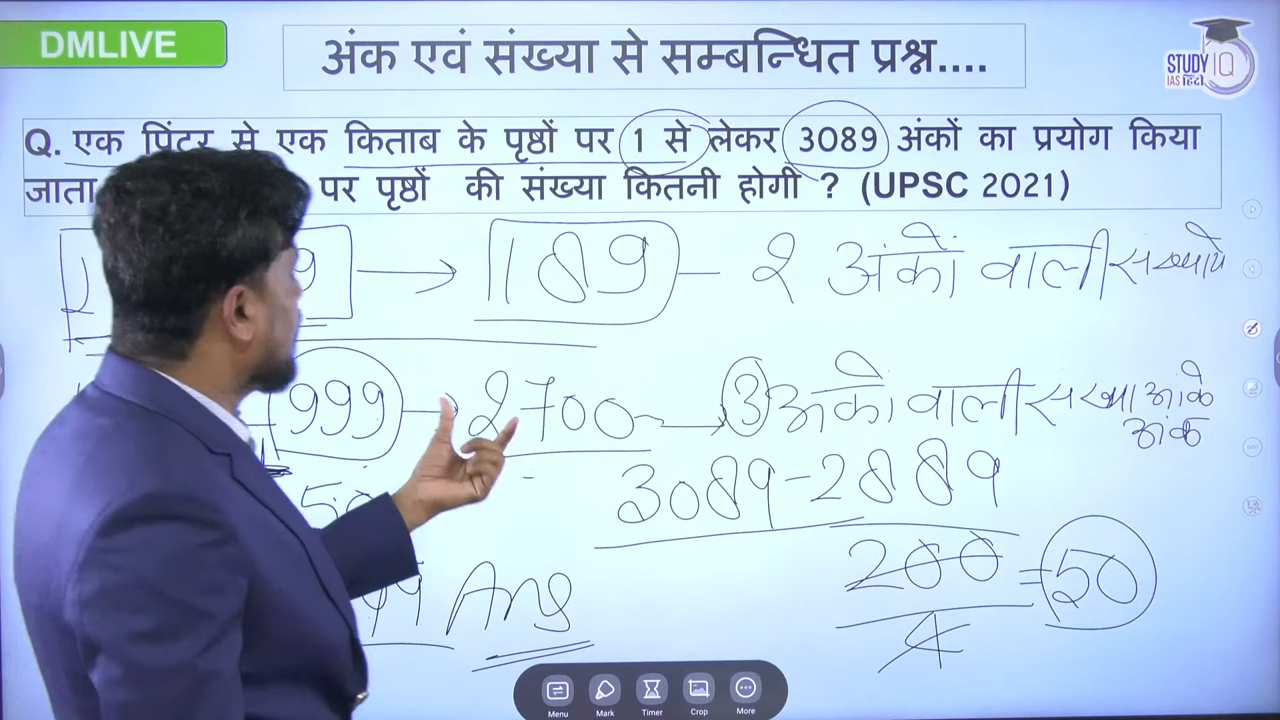 DMLIVE
अंक एवं संख्या से सम्बन्धित प्रश्न....
STUDY IQ
IAS हिंदी
Q. एक पिंटर से एक किताब के पृष्ठों पर 1 से लेकर 3089 अंकों का प्रयोग किया
जाता पर पृष्ठों की संख्या कितनी होगी ? (UPSC 2021)
189 - 2 अंकों वाली संख्याये
999 → 2700 → 3 अंको वाली संख्याओ के
अंक
50
3089-2889
200
= 50
4
Ans
Menu Mark Timer Crop More